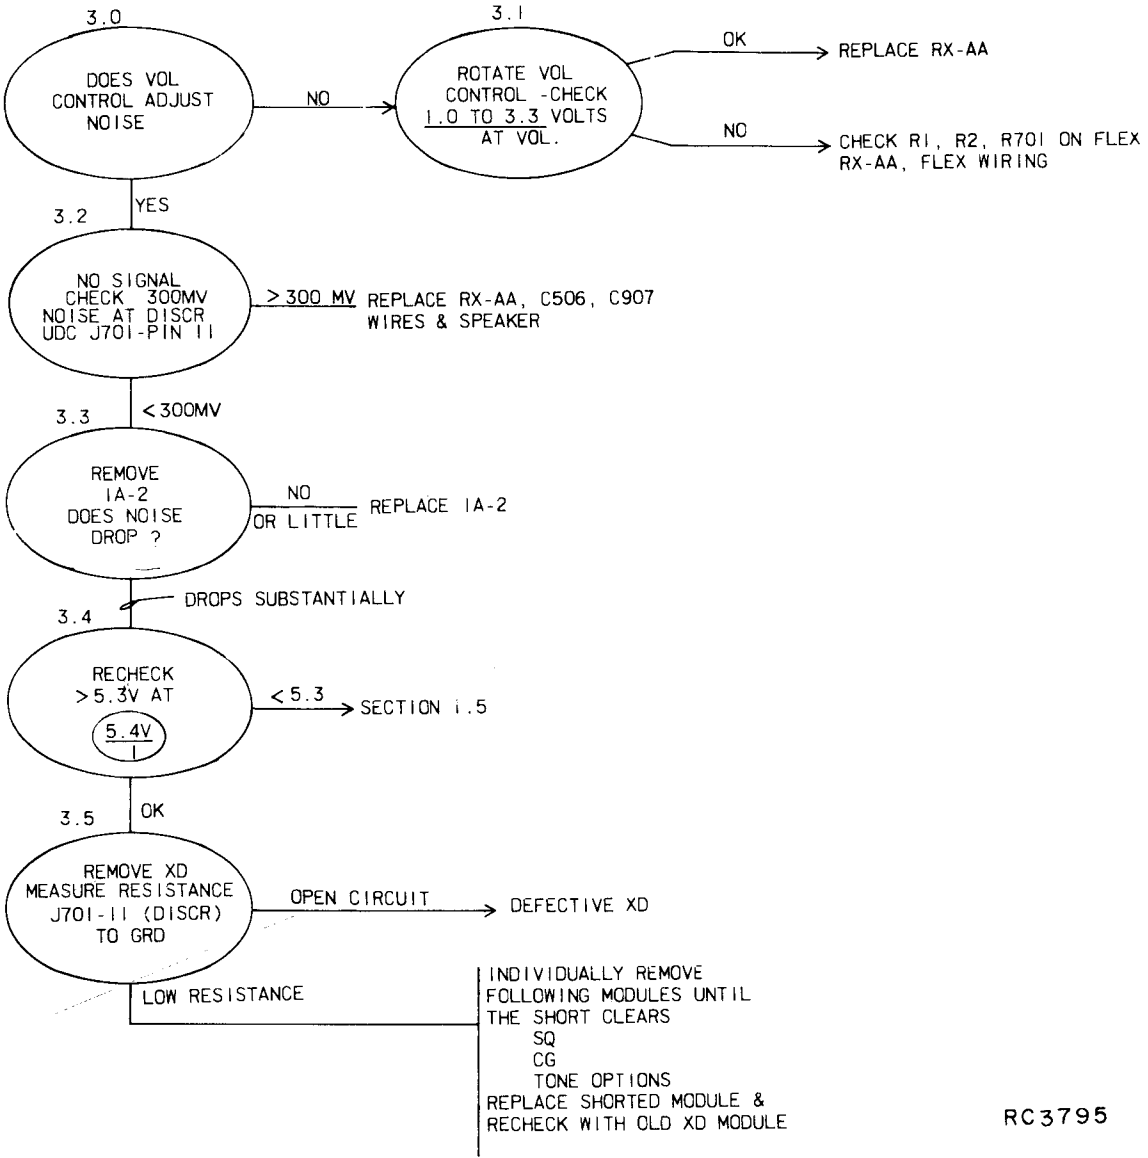 3.0
DOES VOL
CONTROL ADJUST
NOISE
NO
3.1
ROTATE VOL
CONTROL -CHECK
1.0 TO 3.3 VOLTS
AT VOL.
OK
REPLACE RX-AA
NO
CHECK R1, R2, R701 ON FLEX
RX-AA, FLEX WIRING
YES
3.2
NO SIGNAL
CHECK 300MV
NOISE AT DISCR
UDC J701-PIN 11
>300 MV
REPLACE RX-AA, C506, C907
WIRES & SPEAKER
<300MV
3.3
REMOVE
IA-2
DOES NOISE
DROP ?
NO
OR LITTLE
REPLACE IA-2
DROPS SUBSTANTIALLY
3.4
RECHECK
>5.3V AT
5.4V
1
<5.3
SECTION 1.5
OK
3.5
REMOVE XD
MEASURE RESISTANCE
J701-11 (DISCR)
TO GRD
OPEN CIRCUIT
DEFECTIVE XD
LOW RESISTANCE
INDIVIDUALLY REMOVE
FOLLOWING MODULES UNTIL
THE SHORT CLEARS
SQ
CG
TONE OPTIONS
REPLACE SHORTED MODULE &
RECHECK WITH OLD XD MODULE
RC3795